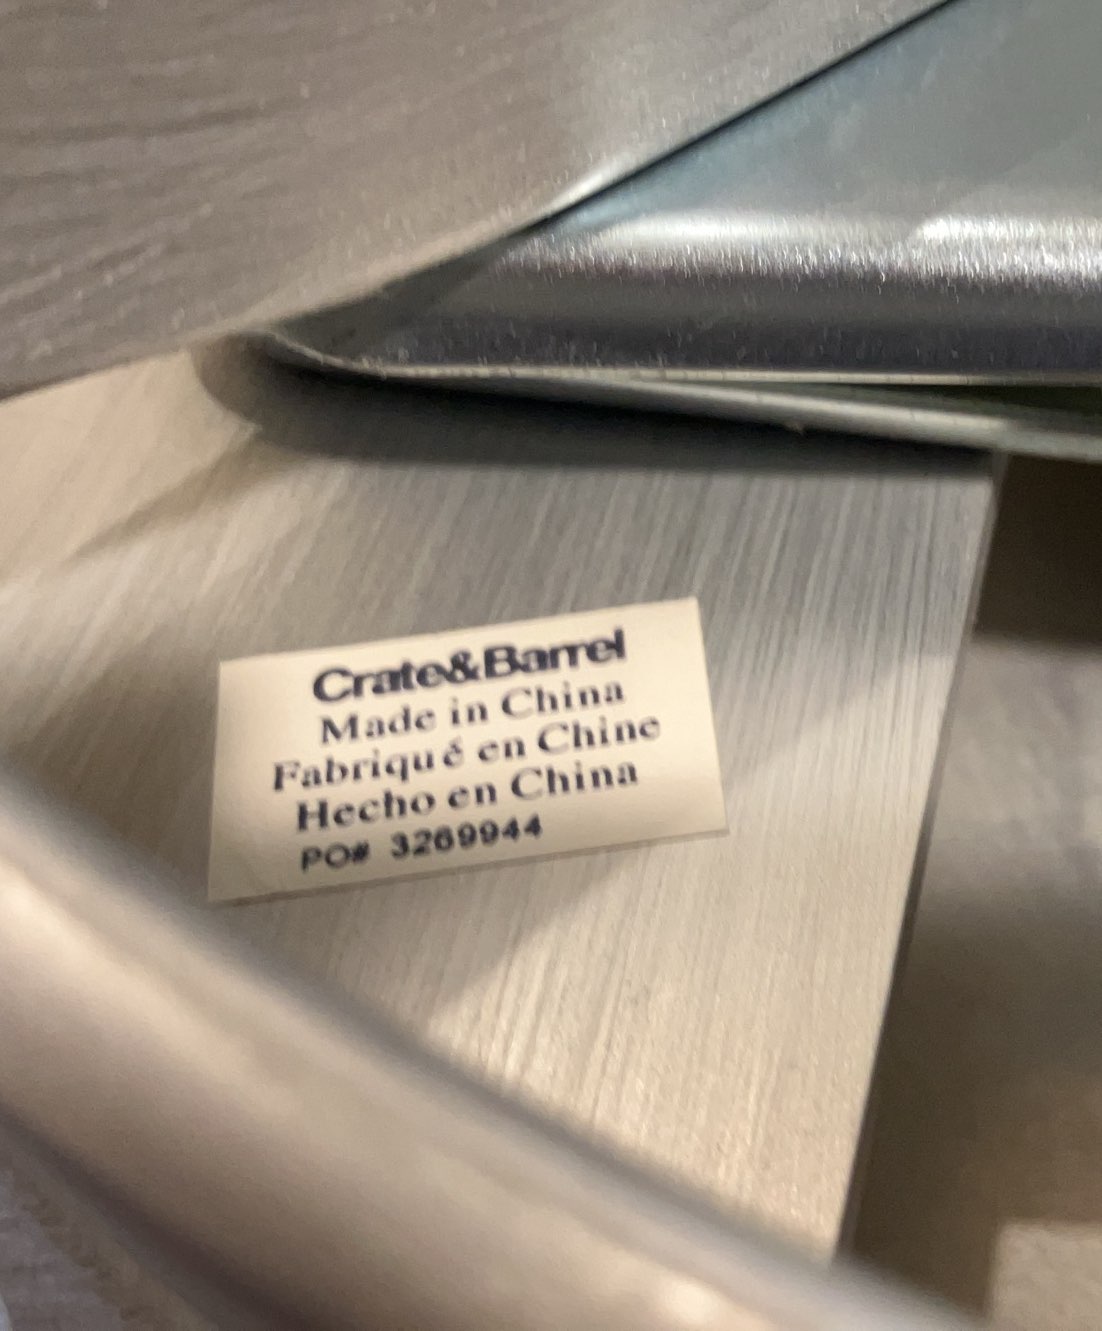 Crate&Barrel
Made in China
Fabriqué en Chine
Hecho en China
PO# 3269944